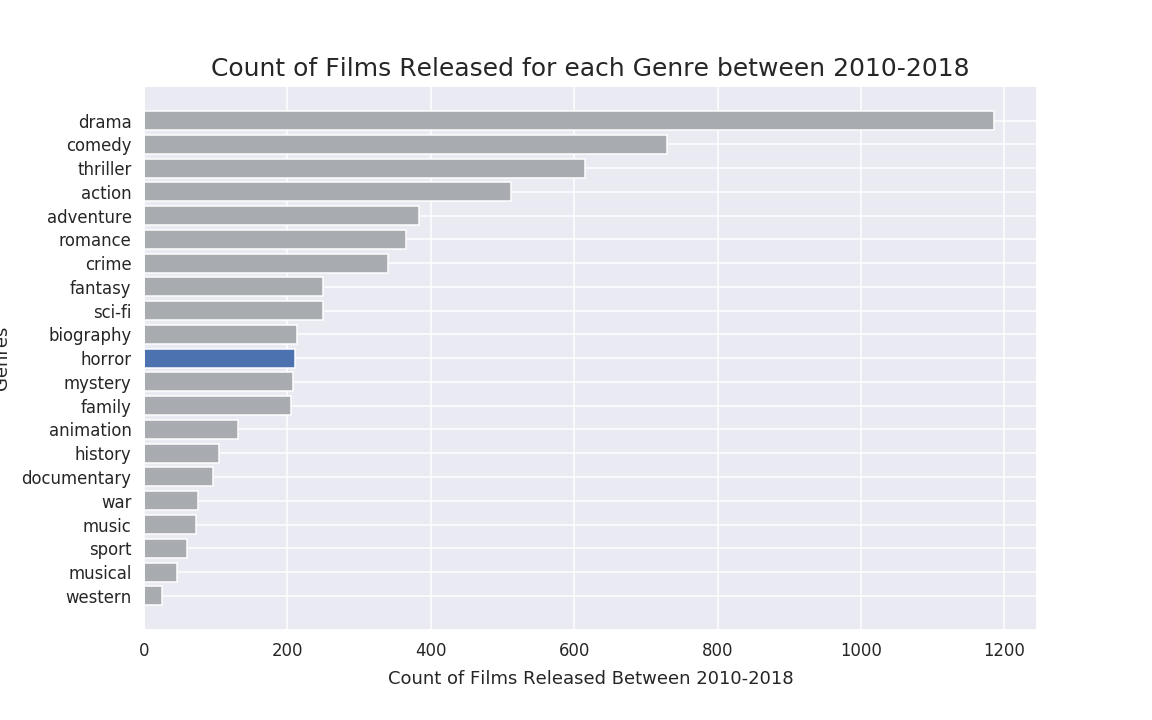 Count of Films Released for each Genre between 2010-2018
Genres
drama
comedy
thriller
action
adventure
romance
crime
fantasy
sci-fi
biography
horror
mystery
family
animation
history
documentary
war
music
sport
musical
western
0 200 400 600 800 1000 1200
Count of Films Released Between 2010-2018